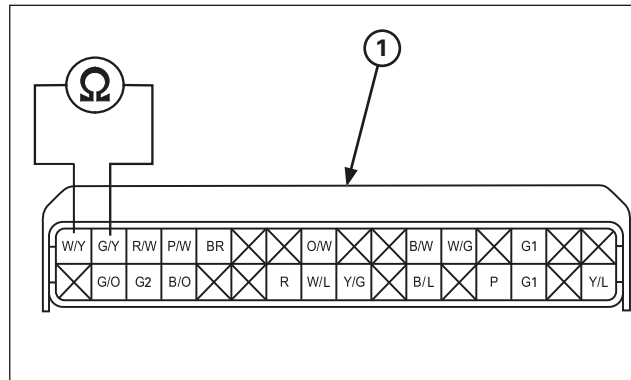 1
Ω
W/Y G/Y R/W P/W BR O/W B/W W/G G1
G/O G2 B/O R W/L Y/G B/L P G1 Y/L